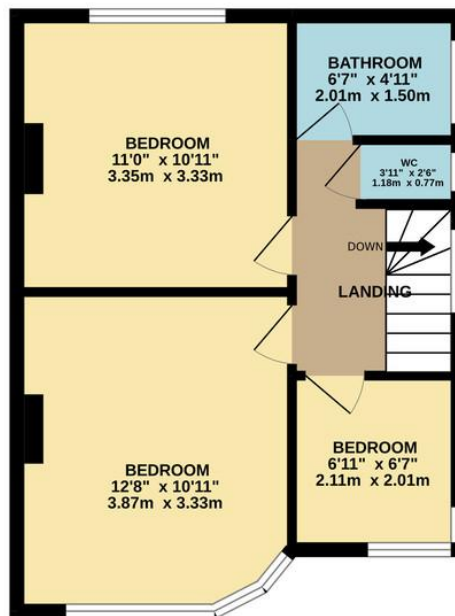 BATHROOM
6'7" x 4'11"
2.01m x 1.50m
BEDROOM
11'0" x 10'11"
3.35m x 3.33m
WC
3'11" x 2'6"
1.18m x 0.77m
DOWN
LANDING
BEDROOM
12'8" x 10'11"
3.87m x 3.33m
BEDROOM
6'11" x 6'7"
2.11m x 2.01m